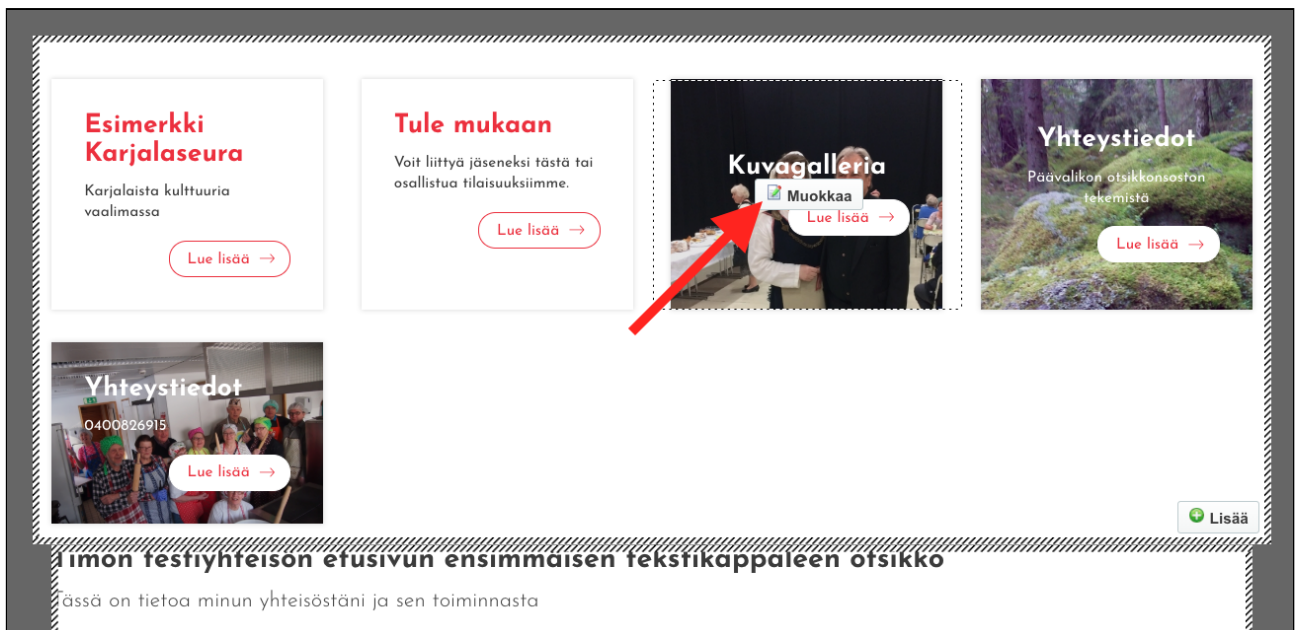 Esimerkki
Karjalaseura
Karjalaista kulttuuria
vaalimassa
Lue lisää →
Tule mukaan
Voit liittyä jäseneksi tästä tai
osallistua tilaisuuksiimme.
Lue lisää →
Kuvagalleria
Muokkaa
Lue lisää →
Yhteystiedot
Päävalikon otsikkonsoston
tekemistä
Lue lisää →
Yhteystiedot
0400826915
Lue lisää →
Lisää
Timon testiyhteisön etusivun ensimmäisen tekstikappaleen otsikko
Tässä on tietoa minun yhteisöstäni ja sen toiminnasta